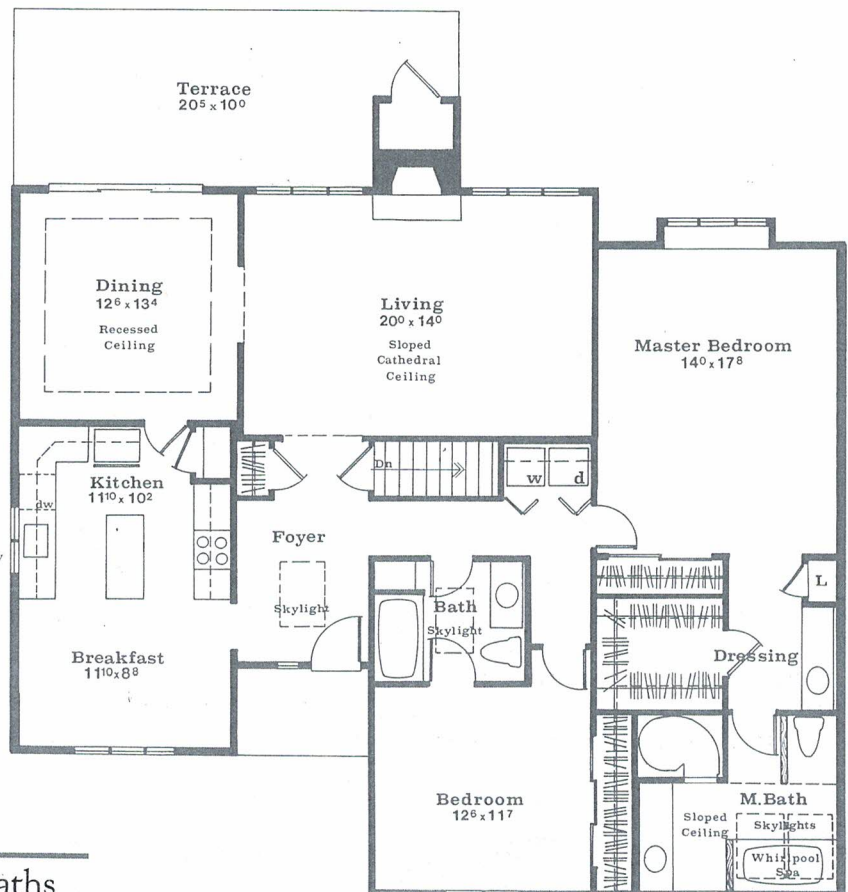 Terrace
20⁵ x 10⁰
Dining
12⁶ x 13⁴
Recessed
Ceiling
Living
20⁰ x 14⁰
Sloped
Cathedral
Ceiling
Master Bedroom
14⁰ x 17⁸
Kitchen
11¹⁰ x 10²
dw
Dn
w d
Foyer
Skylight
Bath
Skylight
L
Dressing
Breakfast
11¹⁰ x 8⁸
Bedroom
12⁶ x 11⁷
M.Bath
Sloped
Ceiling
Skylights
Whirlpool
Spa